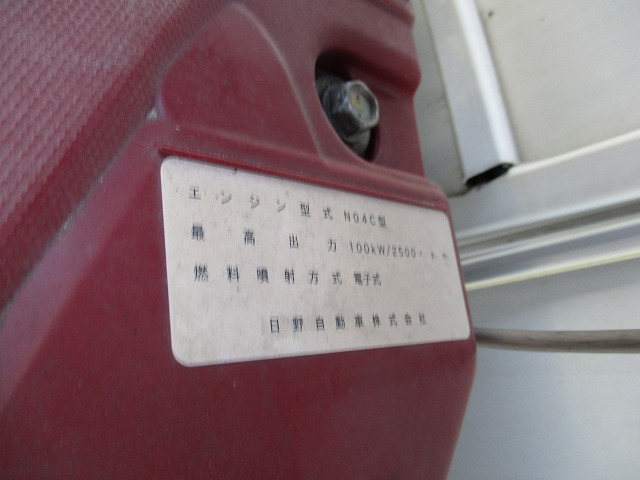 エンジン型式 N04C型
最高出力 100kW/2500r.p.m
燃料噴射方式 電子式
日野自動車株式会社